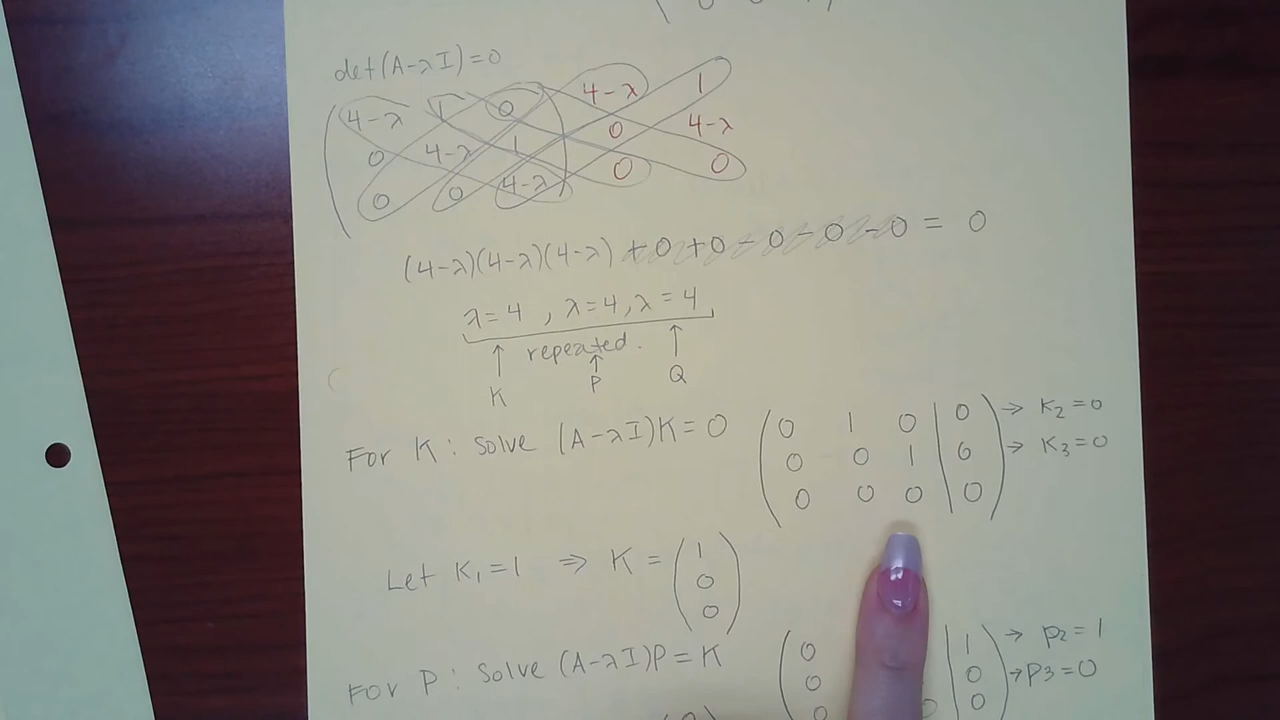 det(A-λI)=0
4-λ 1 0 4-λ 1
0 4-λ 1 0 4-λ
0 0 4-λ 0 0
(4-λ)(4-λ)(4-λ) + 0 + 0 - 0 - 0 - 0 = 0
λ=4 , λ=4, λ=4
↑ repeated. ↑
↑
K P Q
For K: Solve (A-λI)K=0 (0 1 0 | 0) → K₂=0
(0 0 1 | 0) → K₃=0
(0 0 0 | 0)
Let K₁=1 ⇒ K = (1
0
0)
For P: Solve (A-λI)P=K (0 | 1) → P₂=1
(0 | 0) → P₃=0
(0 0 | 0)